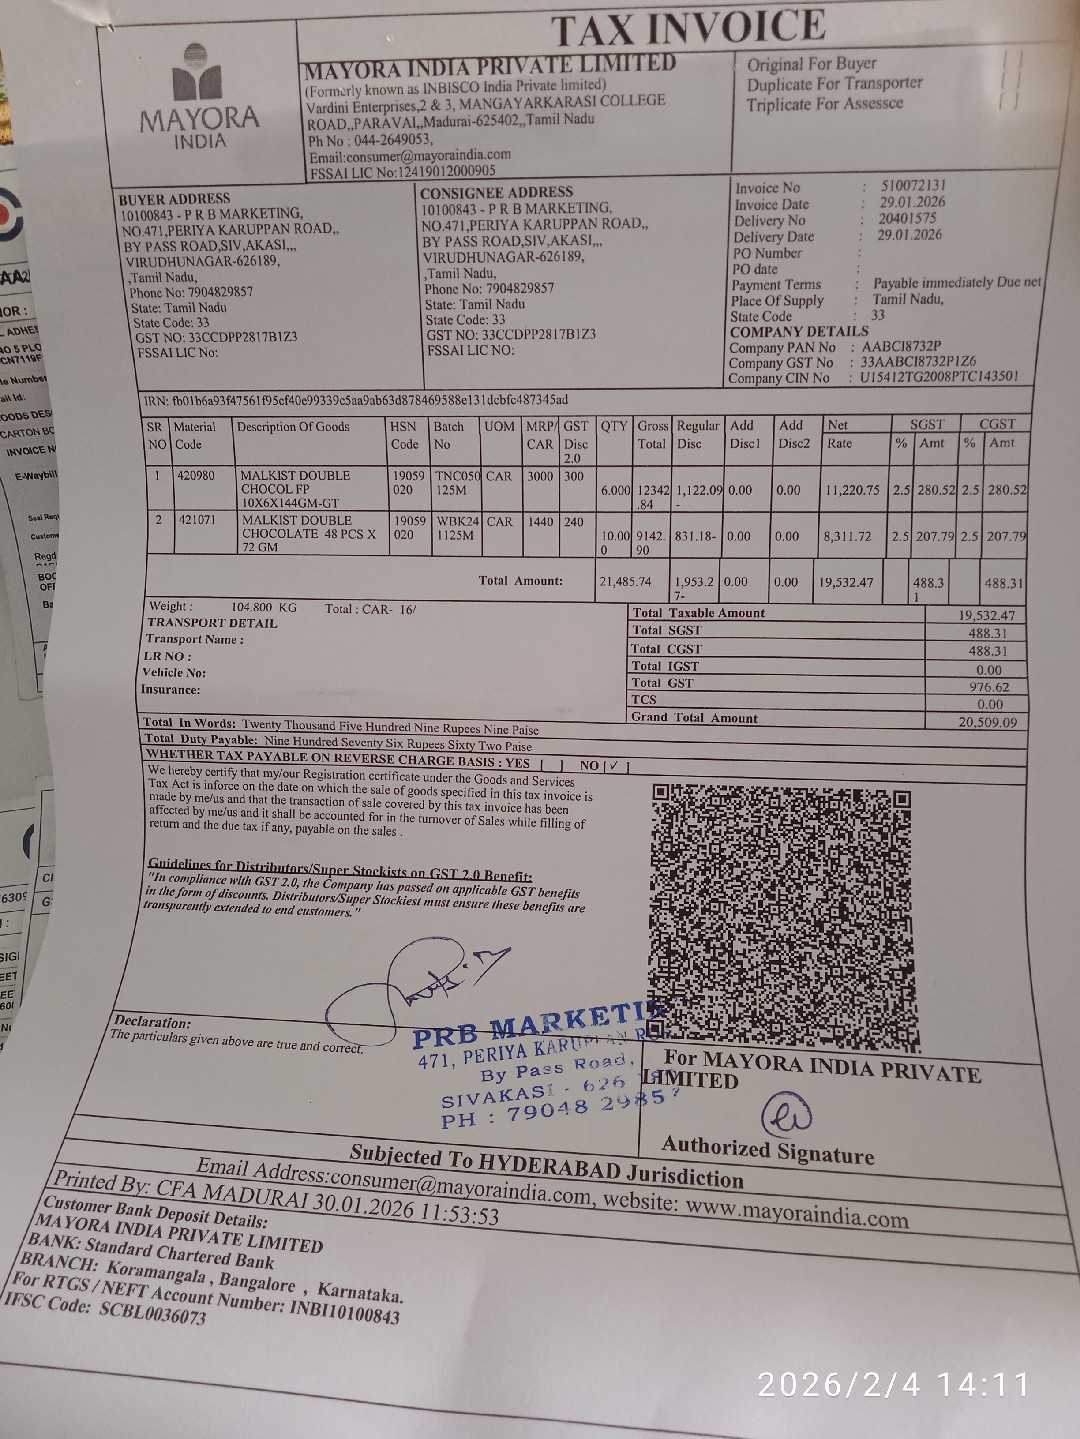 TAX INVOICE
MAYORA
INDIA
MAYORA INDIA PRIVATE LIMITED
(Formerly known as INBISCO India Private limited)
Vardini Enterprises,2 & 3, MANGAYARKARASI COLLEGE
ROAD,,PARAVAI,,Madurai-625402,,Tamil Nadu
Ph No : 044-2649053,
Email:consumer@mayoraindia.com
FSSAI LIC No:12419012000905
Original For Buyer [ ]
Duplicate For Transporter [ ]
Triplicate For Assessce [ ]
BUYER ADDRESS
10100843 - P R B MARKETING,
NO.471,PERIYA KARUPPAN ROAD,,
BY PASS ROAD,SIV,AKASI,,,
VIRUDHUNAGAR-626189,
,Tamil Nadu,
Phone No: 7904829857
State: Tamil Nadu
State Code: 33
GST NO: 33CCDPP2817B1Z3
FSSAI LIC No:
CONSIGNEE ADDRESS
10100843 - P R B MARKETING,
NO.471,PERIYA KARUPPAN ROAD,,
BY PASS ROAD,SIV,AKASI,,,
VIRUDHUNAGAR-626189,
,Tamil Nadu,
Phone No: 7904829857
State: Tamil Nadu
State Code: 33
GST NO: 33CCDPP2817B1Z3
FSSAI LIC NO:
Invoice No : 510072131
Invoice Date : 29.01.2026
Delivery No : 20401575
Delivery Date : 29.01.2026
PO Number :
PO date :
Payment Terms : Payable immediately Due net
Place Of Supply : Tamil Nadu,
State Code : 33
COMPANY DETAILS
Company PAN No : AABCI8732P
Company GST No : 33AABCI8732P1Z6
Company CIN No : U15412TG2008PTC143501
IRN: fb01b6a93f47561f95ef40e99339c5aa9ab63d878469588e131dcbfc487345ad
SR Material Description Of Goods HSN Batch UOM MRP/ GST QTY Gross Regular Add Add Net SGST CGST
NO Code Code No CAR Disc Total Disc Disc1 Disc2 Rate % Amt % Amt
2.0
1 420980 MALKIST DOUBLE 19059 TNC050 CAR 3000 300
CHOCOL FP 020 125M 6.000 12342 1,122.09 0.00 0.00 11,220.75 2.5 280.52 2.5 280.52
10X6X144GM-GT .84 -
2 421071 MALKIST DOUBLE 19059 WBK24 CAR 1440 240
CHOCOLATE 48 PCS X 020 1125M 10.00 9142. 831.18- 0.00 0.00 8,311.72 2.5 207.79 2.5 207.79
72 GM 0 90
Total Amount: 21,485.74 1,953.2 0.00 0.00 19,532.47 488.3 488.31
7- 1
Weight : 104.800 KG Total : CAR- 16/
TRANSPORT DETAIL
Transport Name :
LR NO :
Vehicle No:
Insurance:
Total Taxable Amount 19,532.47
Total SGST 488.31
Total CGST 488.31
Total IGST 0.00
Total GST 976.62
TCS 0.00
Grand Total Amount 20,509.09
Total In Words: Twenty Thousand Five Hundred Nine Rupees Nine Paise
Total Duty Payable: Nine Hundred Seventy Six Rupees Sixty Two Paise
WHETHER TAX PAYABLE ON REVERSE CHARGE BASIS : YES [ ] NO [✓]
We hereby certify that my/our Registration certificate under the Goods and Services
Tax Act is inforce on the date on which the sale of goods specified in this tax invoice is
made by me/us and that the transaction of sale covered by this tax invoice has been
affected by me/us and it shall be accounted for in the turnover of Sales while filling of
return and the due tax if any, payable on the sales .
Guidelines for Distributors/Super Stockists on GST 2.0 Benefit:
"In compliance with GST 2.0, the Company has passed on applicable GST benefits
in the form of discounts. Distributors/Super Stockiest must ensure these benefits are
transparently extended to end customers."
Declaration:
The particulars given above are true and correct.
PRB MARKETI
471, PERIYA KARUPPAN RO
By Pass Road,
SIVAKASI - 626
PH : 79048 29857
For MAYORA INDIA PRIVATE
LIMITED
Authorized Signature
Subjected To HYDERABAD Jurisdiction
Email Address:consumer@mayoraindia.com, website: www.mayoraindia.com
Printed By: CFA MADURAI 30.01.2026 11:53:53
Customer Bank Deposit Details:
MAYORA INDIA PRIVATE LIMITED
BANK: Standard Chartered Bank
BRANCH: Koramangala , Bangalore , Karnataka.
For RTGS / NEFT Account Number: INBI10100843
IFSC Code: SCBL0036073
2026/2/4 14:11